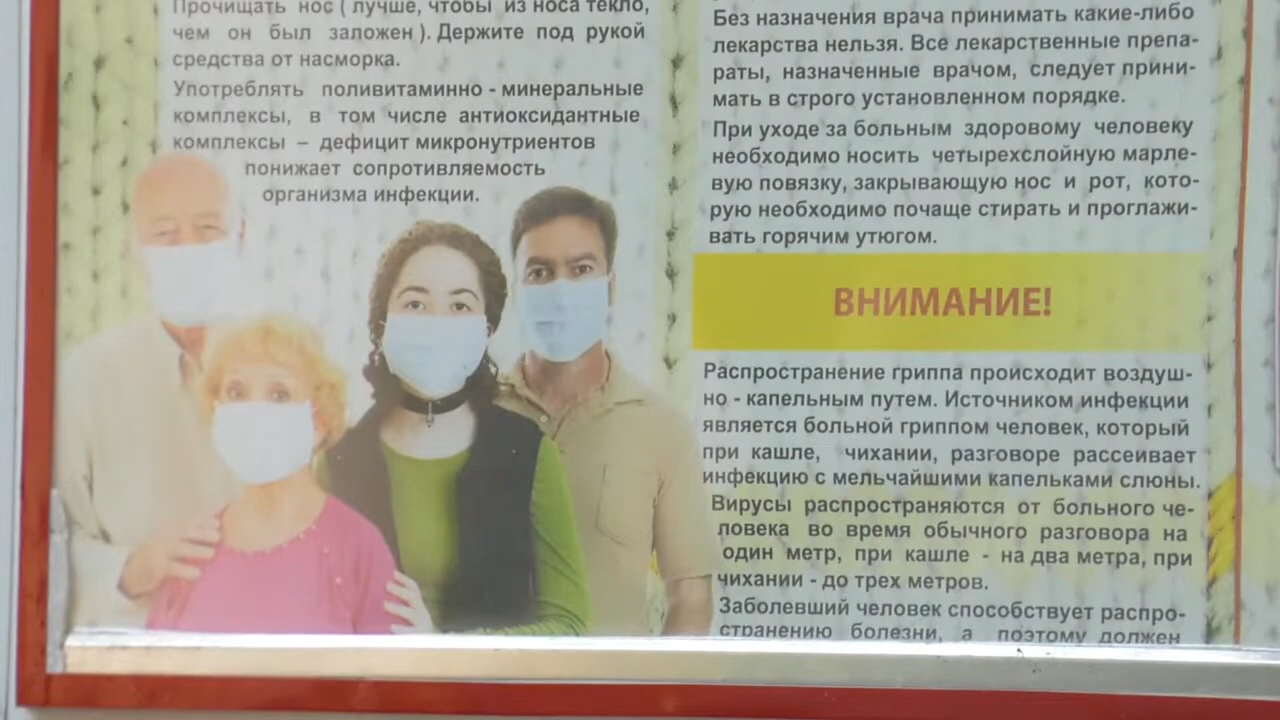 Прочищать нос ( лучше, чтобы из носа текло,
чем он был заложен ). Держите под рукой
средства от насморка.
Употреблять поливитаминно - минеральные
комплексы, в том числе антиоксидантные
комплексы – дефицит микронутриентов
понижает сопротивляемость
организма инфекции.
Без назначения врача принимать какие-либо
лекарства нельзя. Все лекарственные препа-
раты, назначенные врачом, следует прини-
мать в строго установленном порядке.
При уходе за больным здоровому человеку
необходимо носить четырехслойную марле-
вую повязку, закрывающую нос и рот, кото-
рую необходимо почаще стирать и проглажи-
вать горячим утюгом.
ВНИМАНИЕ!
Распространение гриппа происходит воздуш-
но - капельным путем. Источником инфекции
является больной гриппом человек, который
при кашле, чихании, разговоре рассеивает
инфекцию с мельчайшими капельками слюны.
Вирусы распространяются от больного че-
ловека во время обычного разговора на
один метр, при кашле - на два метра, при
чихании - до трех метров.
Заболевший человек способствует распро-
странению болезни, а поэтому должен